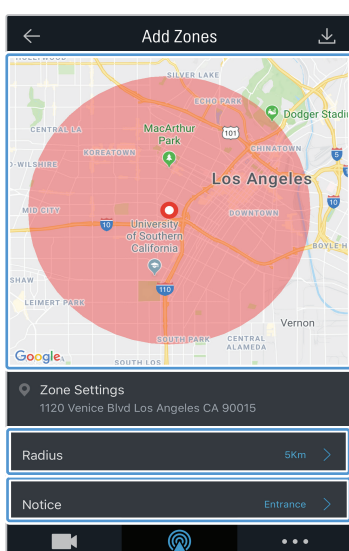 Add Zones
HOLLYWOOD
SILVER LAKE
ECHO PARK
Dodger Stadi
CENTRAL LA
MacArthur
Park
101
KOREATOWN
CHINATOWN
5
D-WILSHIRE
Los Angeles
10
MID-CITY
DOWNTOWN
10
University
of Southern
California
BOYLE H
SHAW
110
LEIMERT PARK
Vernon
SOUTH PARK
CENTRAL
ALAMEDA
Google
SOUTH LOS
Zone Settings
1120 Venice Blvd Los Angeles CA 90015
Radius 5Km
Notice Entrance